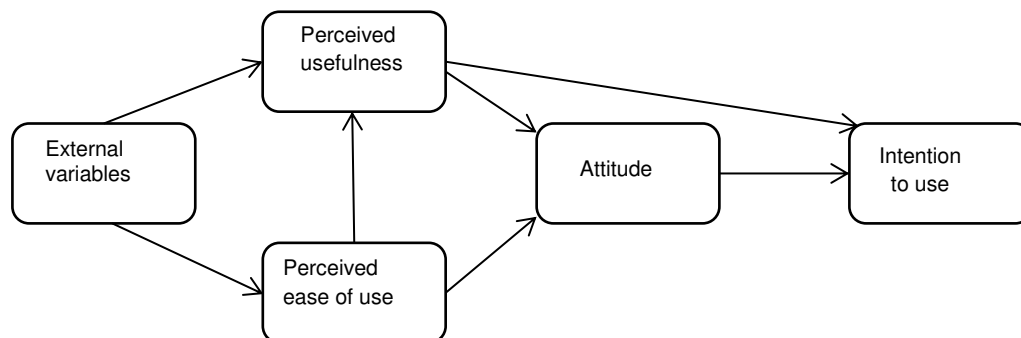 Perceived
usefulness
External
variables
Attitude
Intention
to use
Perceived
ease of use